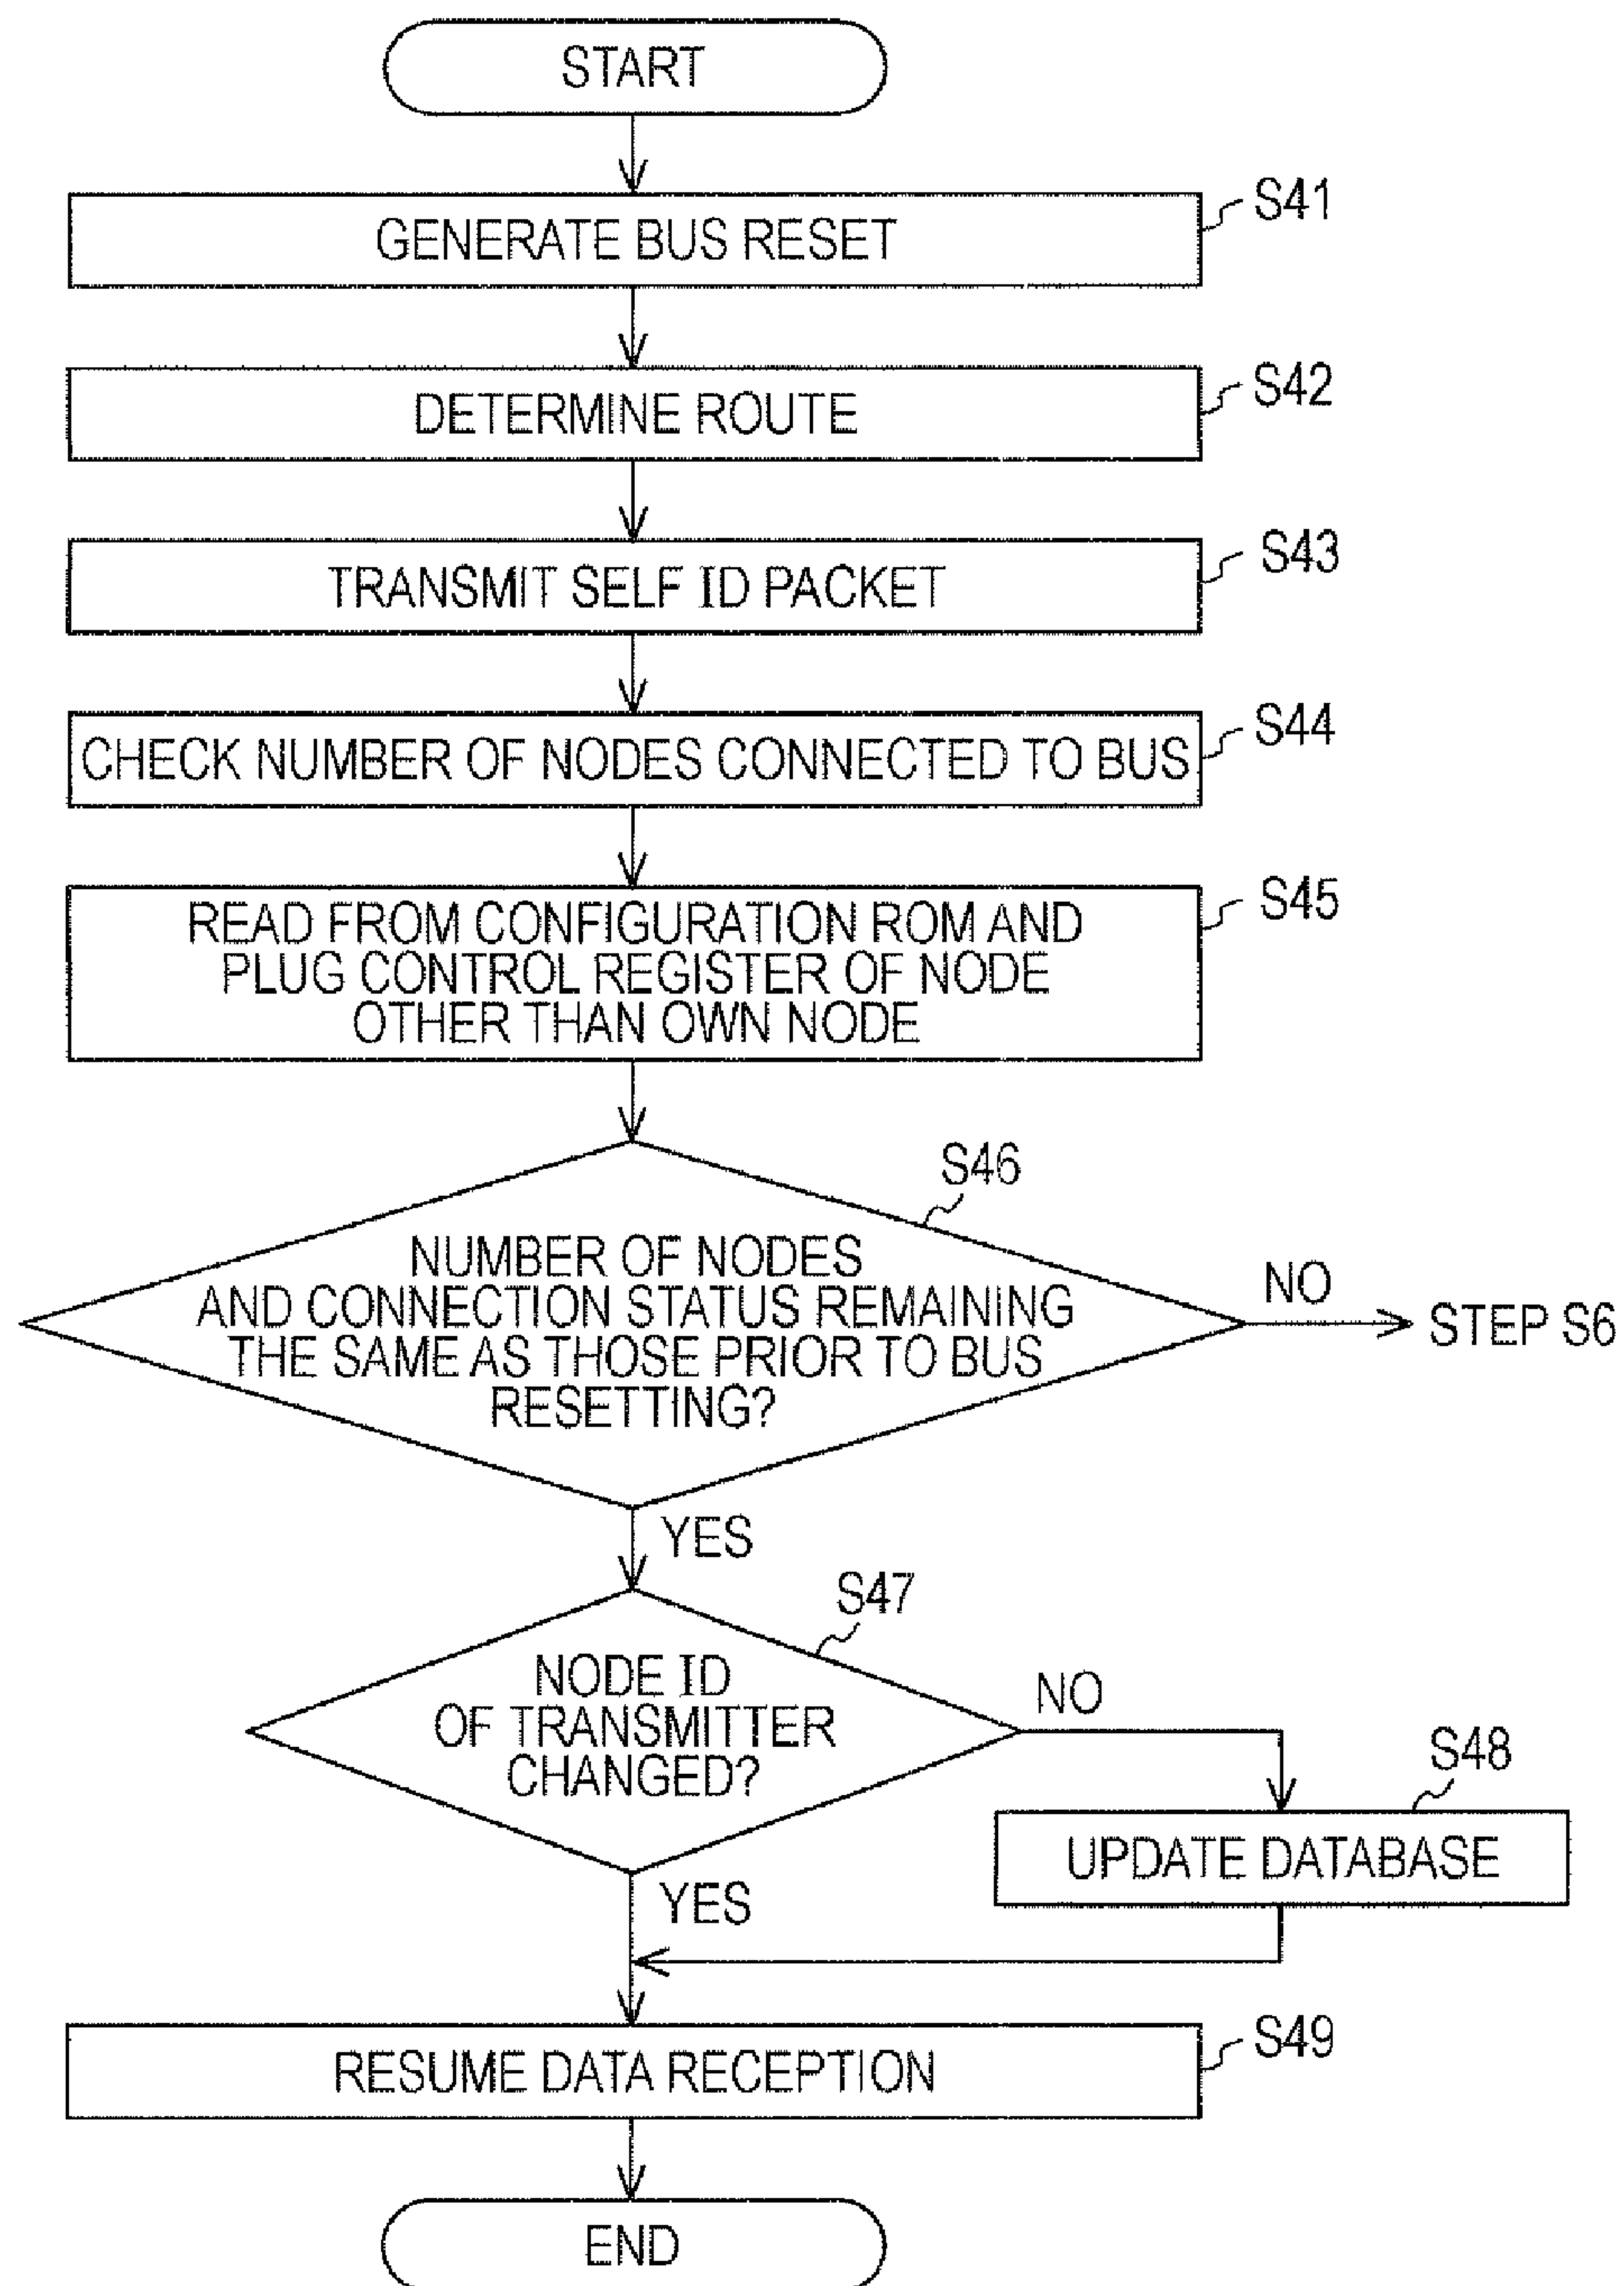 START
GENERATE BUS RESET
S41
DETERMINE ROUTE
S42
TRANSMIT SELF ID PACKET
S43
CHECK NUMBER OF NODES CONNECTED TO BUS
S44
READ FROM CONFIGURATION ROM AND
PLUG CONTROL REGISTER OF NODE
OTHER THAN OWN NODE
S45
S46
NUMBER OF NODES
AND CONNECTION STATUS REMAINING
THE SAME AS THOSE PRIOR TO BUS
RESETTING?
NO
STEP S6
YES
S47
NODE ID
OF TRANSMITTER
CHANGED?
NO
S48
UPDATE DATABASE
YES
RESUME DATA RECEPTION
S49
END